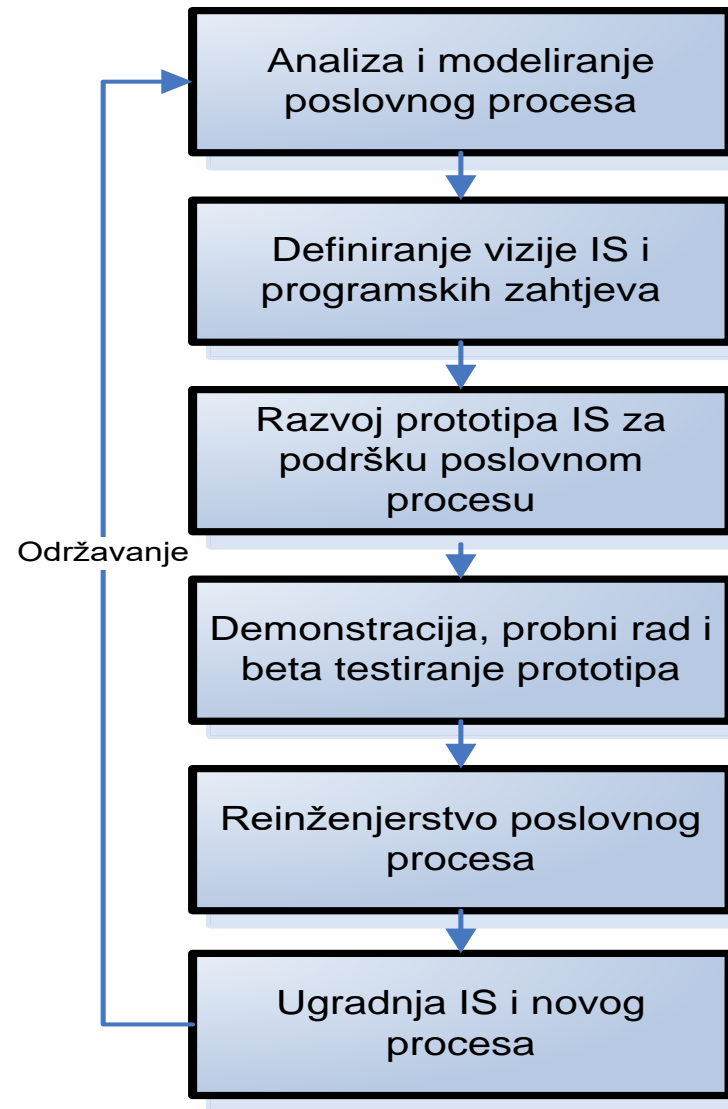 Analiza i modeliranje
poslovnog procesa
Definiranje vizije IS i
programskih zahtjeva
Razvoj prototipa IS za
podršku poslovnom
procesu
Održavanje
Demonstracija, probni rad i
beta testiranje prototipa
Reinženjerstvo poslovnog
procesa
Ugradnja IS i novog
procesa